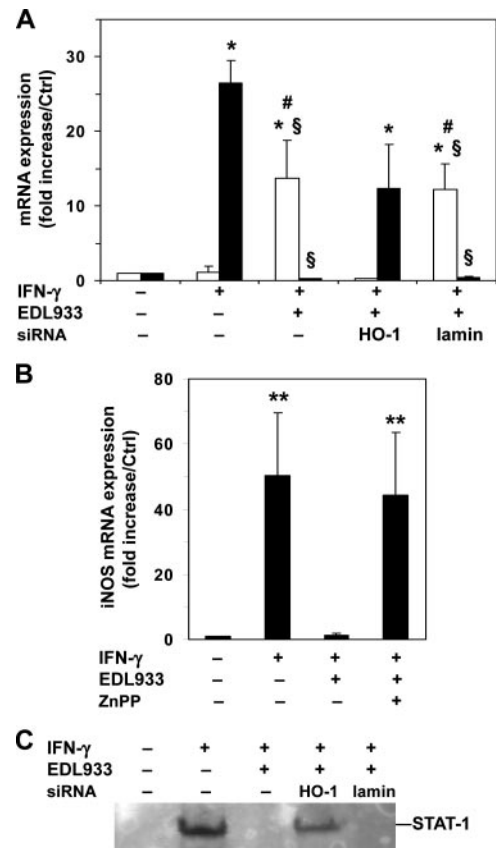 A
mRNA expression
(fold increase/Ctrl)
30
20
10
0
*
#
* §
§
*
#
* §
§
IFN-γ – + + + +
EDL933 – – + + +
siRNA – – – HO-1 lamin
B
iNOS mRNA expression
(fold increase/Ctrl)
80
60
40
20
0
**
**
IFN-γ – + + +
EDL933 – – + +
ZnPP – – – +
C
IFN-γ – + + + +
EDL933 – – + + +
siRNA – – – HO-1 lamin
STAT-1